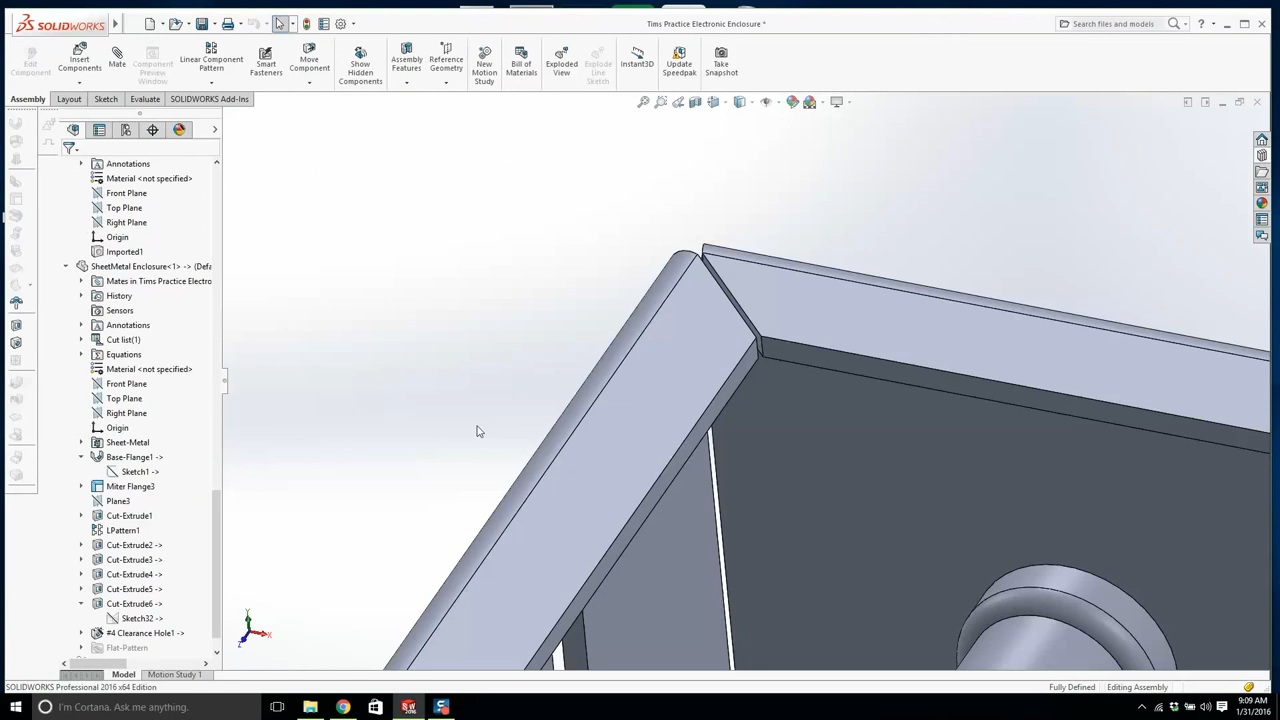 SOLIDWORKS
Tims Practice Electronic Enclosure *
Search files and models
Edit Component
Insert Components
Mate
Component Preview Window
Linear Component Pattern
Smart Fasteners
Move Component
Show Hidden Components
Assembly Features
Reference Geometry
New Motion Study
Bill of Materials
Exploded View
Explode Line Sketch
Instant3D
Update Speedpak
Take Snapshot
Assembly
Layout
Sketch
Evaluate
SOLIDWORKS Add-Ins
Annotations
Material <not specified>
Front Plane
Top Plane
Right Plane
Origin
Imported1
SheetMetal Enclosure<1> -> (Defa
Mates in Tims Practice Electro
History
Sensors
Annotations
Cut list(1)
Equations
Material <not specified>
Front Plane
Top Plane
Right Plane
Origin
Sheet-Metal
Base-Flange1 ->
Sketch1 ->
Miter Flange3
Plane3
Cut-Extrude1
LPattern1
Cut-Extrude2 ->
Cut-Extrude3 ->
Cut-Extrude4 ->
Cut-Extrude5 ->
Cut-Extrude6 ->
Sketch32 ->
#4 Clearance Hole1 ->
Flat-Pattern
Y
X
Z
Model
Motion Study 1
SOLIDWORKS Professional 2016 x64 Edition
Fully Defined
Editing Assembly
I'm Cortana. Ask me anything.
9:09 AM
1/31/2016